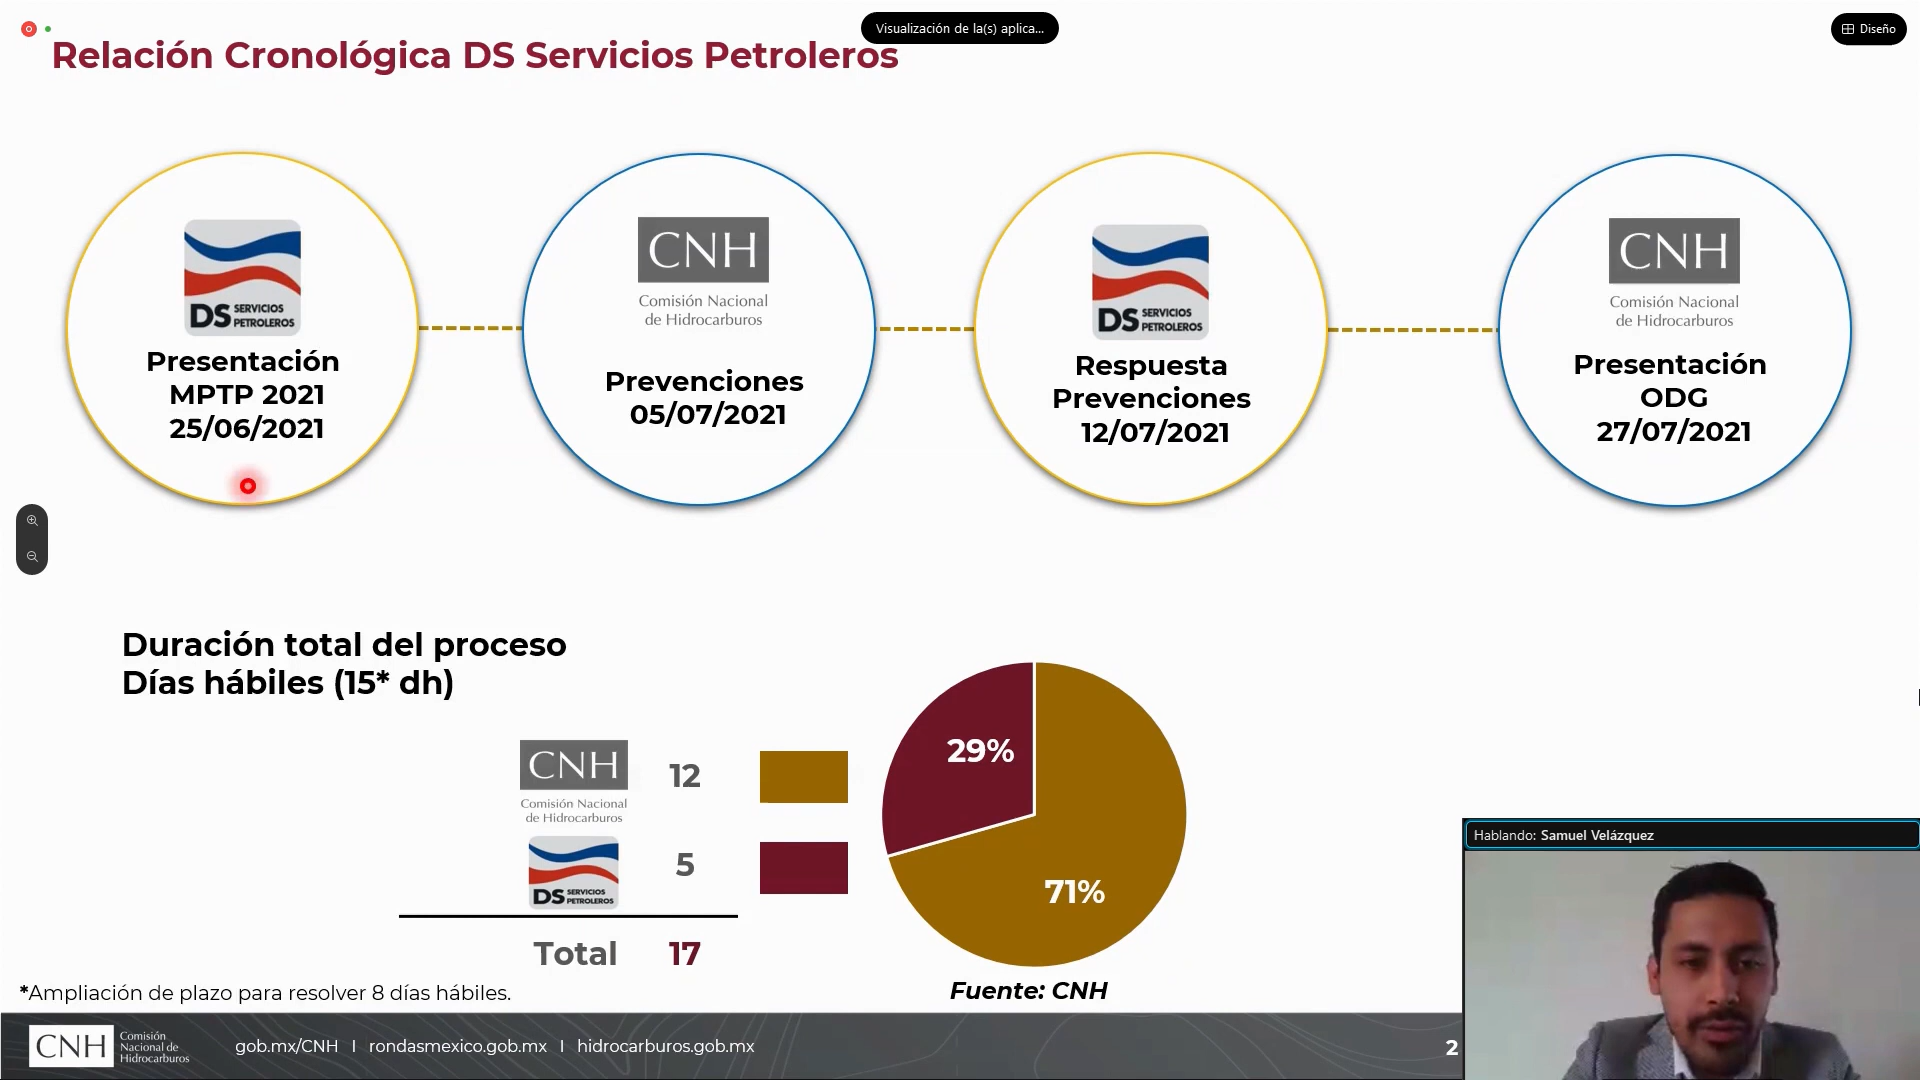 Visualización de la(s) aplica...
Diseño
Relación Cronológica DS Servicios Petroleros
DS SERVICIOS
PETROLEROS
Presentación
MPTP 2021
25/06/2021
CNH
Comisión Nacional
de Hidrocarburos
Prevenciones
05/07/2021
DS SERVICIOS
PETROLEROS
Respuesta
Prevenciones
12/07/2021
CNH
Comisión Nacional
de Hidrocarburos
Presentación
ODG
27/07/2021
Duración total del proceso
Días hábiles (15* dh)
CNH
Comisión Nacional
de Hidrocarburos
12
DS SERVICIOS
PETROLEROS
5
Total 17
29%
71%
Fuente: CNH
*Ampliación de plazo para resolver 8 días hábiles.
CNH
Comisión
Nacional de
Hidrocarburos
gob.mx/CNH I rondasmexico.gob.mx I hidrocarburos.gob.mx
2
Hablando: Samuel Velázquez